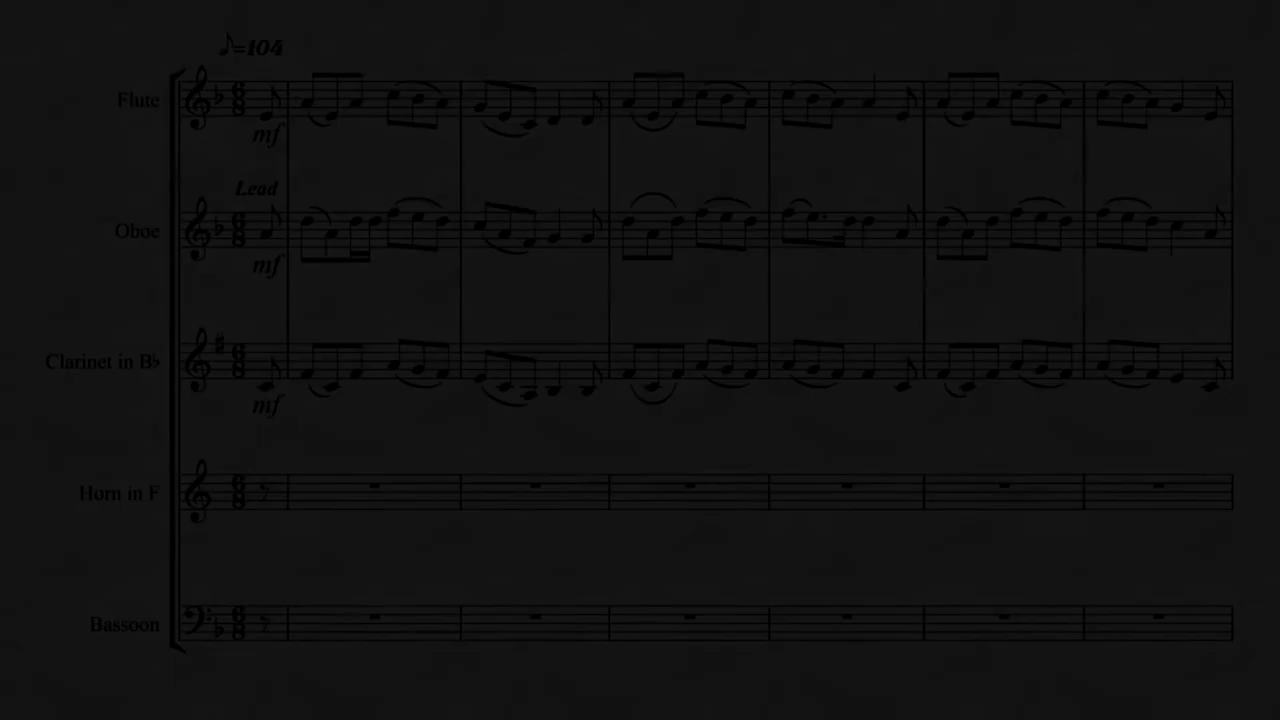 ♪=104
Flute
mf
Lead
Oboe
mf
Clarinet in B♭
mf
Horn in F
Bassoon